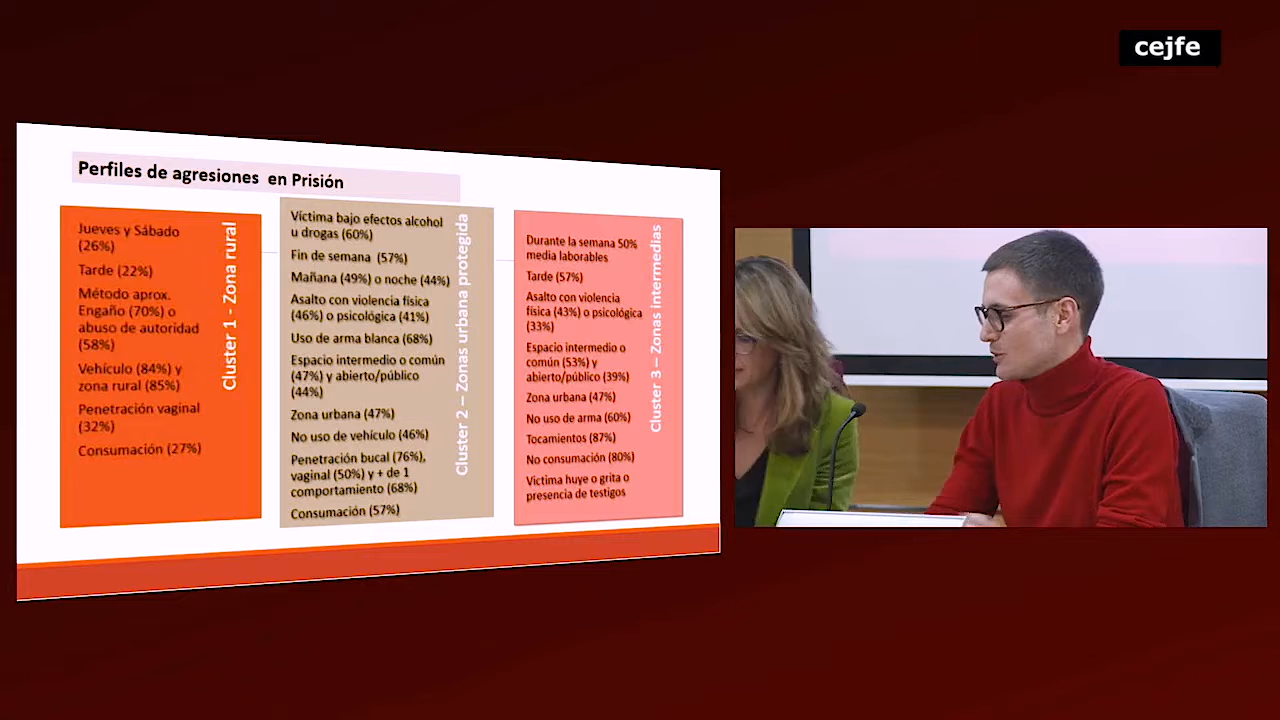 cejfe
Perfiles de agresiones en Prisión
Jueves y Sábado
(26%)
Tarde (22%)
Método aprox.
Engaño (70%) o
abuso de autoridad
(58%)
Vehículo (84%) y
zona rural (85%)
Penetración vaginal
(32%)
Consumación (27%)
Cluster 1 - Zona rural
Víctima bajo efectos alcohol
u drogas (60%)
Fin de semana (57%)
Mañana (49%) o noche (44%)
Asalto con violencia física
(46%) o psicológica (41%)
Uso de arma blanca (68%)
Espacio intermedio o común
(47%) y abierto/público
(44%)
Zona urbana (47%)
No uso de vehículo (46%)
Penetración bucal (76%),
vaginal (50%) y + de 1
comportamiento (68%)
Consumación (57%)
Cluster 2 – Zonas urbana protegida
Durante la semana 50%
media laborables
Tarde (57%)
Asalto con violencia
física (43%) o psicológica
(33%)
Espacio intermedio o
común (53%) y
abierto/público (39%)
Zona urbana (47%)
No uso de arma (60%)
Tocamientos (87%)
No consumación (80%)
Victima huye o grita o
presencia de testigos
Cluster 3 – Zonas intermedias